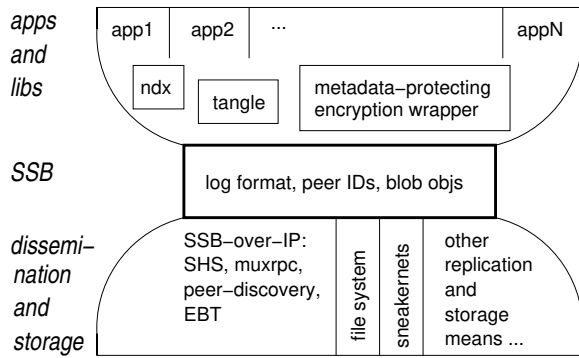 apps
and
libs
app1
app2
...
appN
ndx
tangle
metadata−protecting
encryption wrapper
SSB
log format, peer IDs, blob objs
dissemi−
nation
and
storage
SSB−over−IP:
SHS, muxrpc,
peer−discovery,
EBT
file system
sneakernets
other
replication
and
storage
means ...